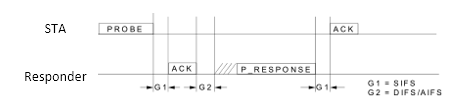 STA PROBE ACK
Responder ACK P_RESPONSE
G1 G2 G1
G1 = SIFS
G2 = DIFS/AIFS